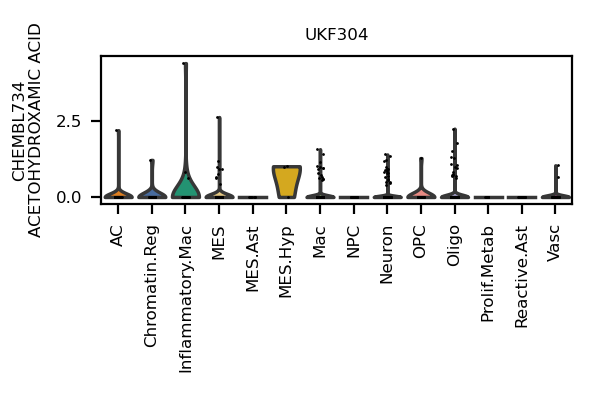 UKF304
CHEMBL734
ACETOHYDROXAMIC ACID
2.5
0.0
AC
Chromatin.Reg
Inflammatory.Mac
MES
MES.Ast
MES.Hyp
Mac
NPC
Neuron
OPC
Oligo
Prolif.Metab
Reactive.Ast
Vasc